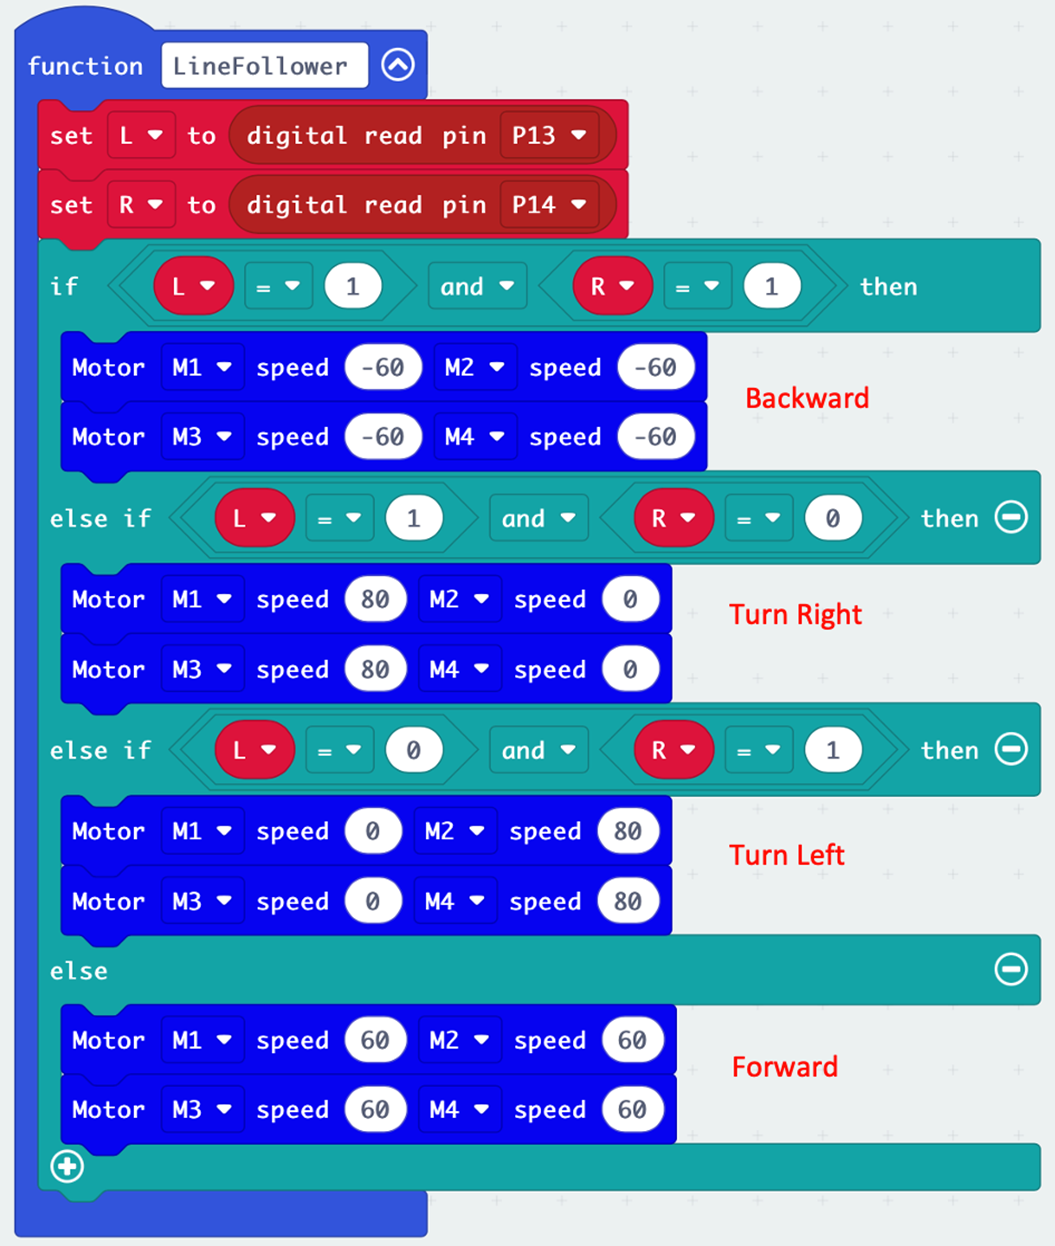 function LineFollower
set L to digital read pin P13
set R to digital read pin P14
if L = 1 and R = 1 then
Motor M1 speed -60 M2 speed -60
Motor M3 speed -60 M4 speed -60
Backward
else if L = 1 and R = 0 then
Motor M1 speed 80 M2 speed 0
Motor M3 speed 80 M4 speed 0
Turn Right
else if L = 0 and R = 1 then
Motor M1 speed 0 M2 speed 80
Motor M3 speed 0 M4 speed 80
Turn Left
else
Motor M1 speed 60 M2 speed 60
Motor M3 speed 60 M4 speed 60
Forward